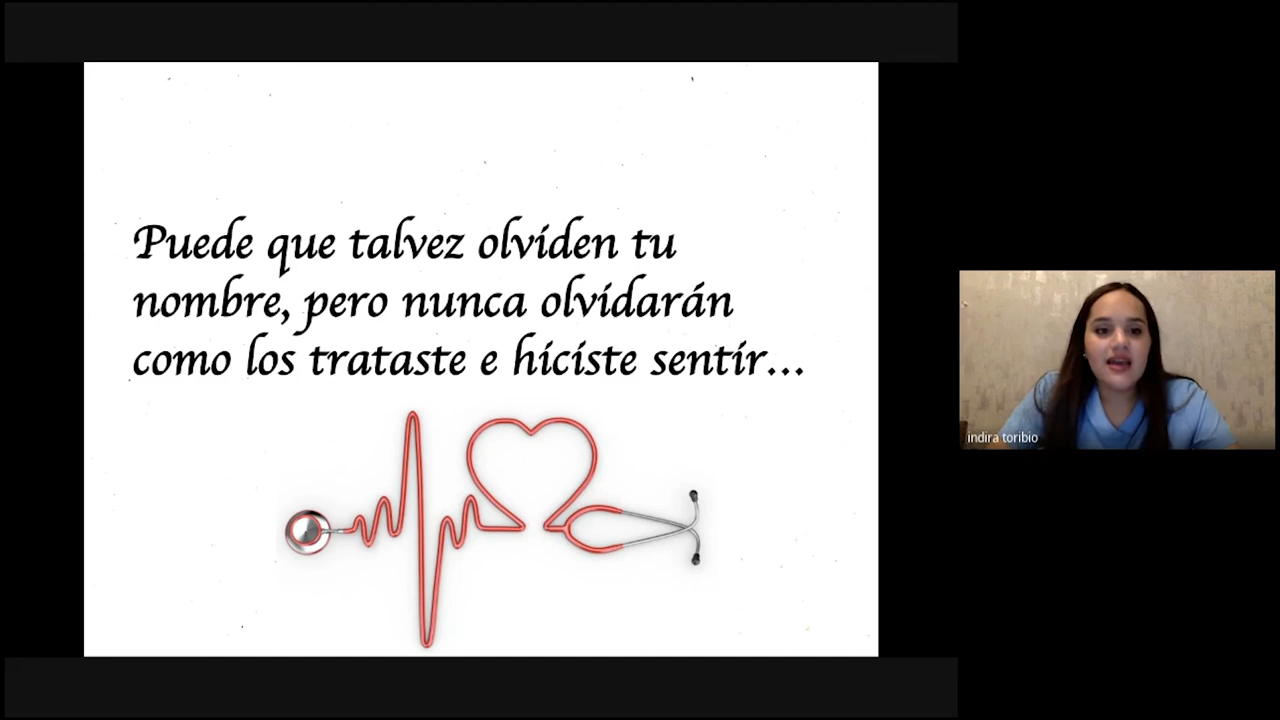 Puede que talvez olviden tu
nombre, pero nunca olvidarán
como los trataste e hiciste sentir...
indira toribio